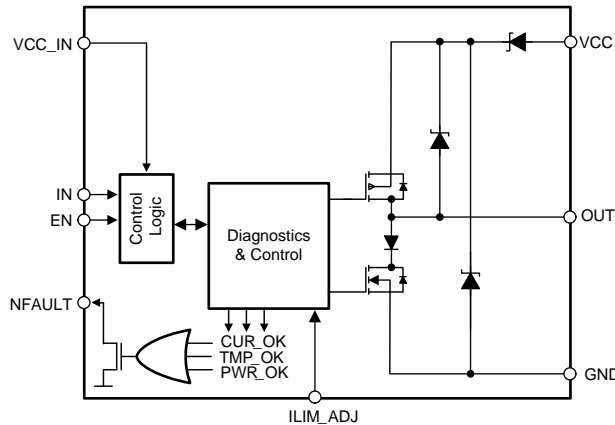 VCC_IN
VCC
IN
EN
Control
Logic
Diagnostics
& Control
OUT
NFAULT
CUR_OK
TMP_OK
PWR_OK
GND
ILIM_ADJ